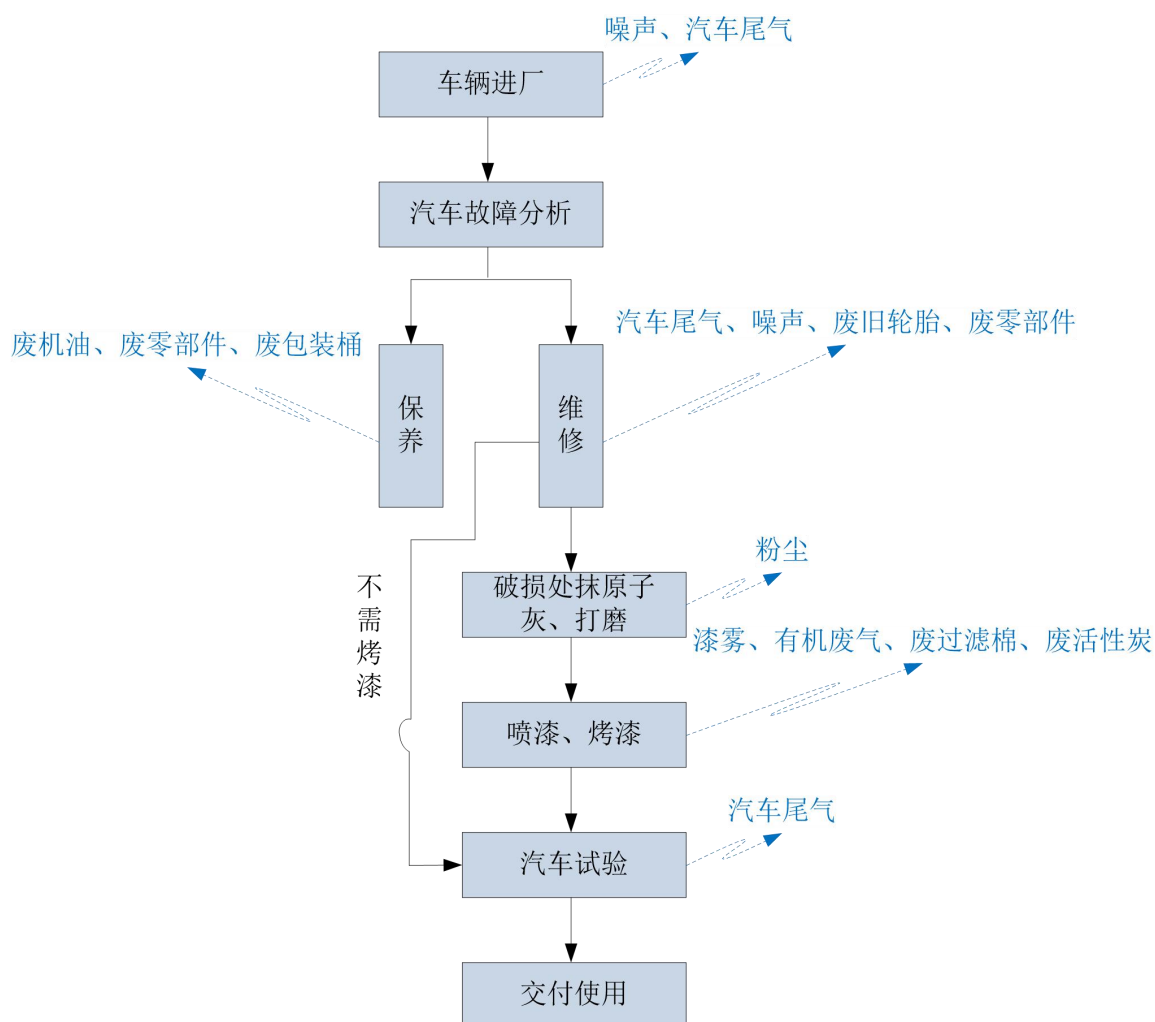 噪声、汽车尾气
车辆进厂
汽车故障分析
汽车尾气、噪声、废旧轮胎、废零部件
废机油、废零部件、废包装桶
保
养
维
修
粉尘
破损处抹原子
灰、打磨
不
需
烤
漆
漆雾、有机废气、废过滤棉、废活性炭
喷漆、烤漆
汽车尾气
汽车试验
交付使用